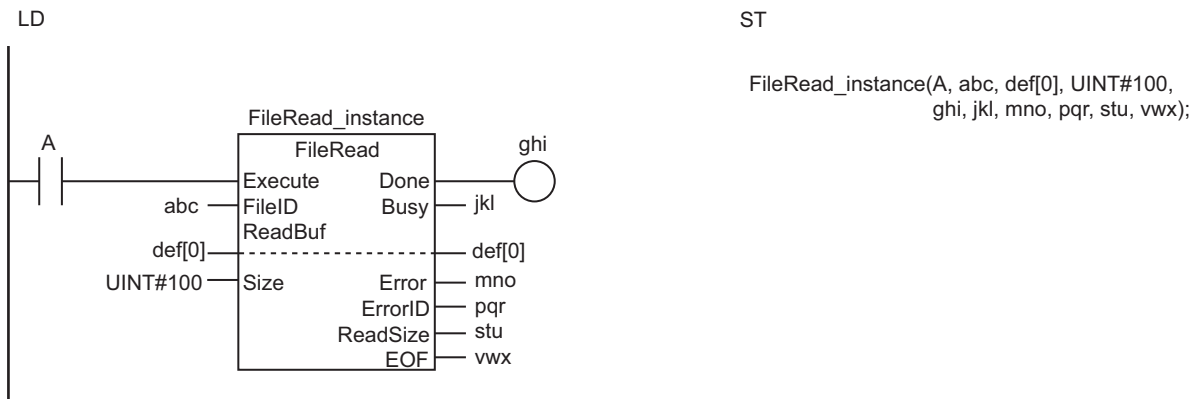 LD
ST
FileRead_instance(A, abc, def[0], UINT#100,
ghi, jkl, mno, pqr, stu, vwx);
FileRead_instance
A
FileRead
ghi
Execute Done
abc FileID Busy jkl
ReadBuf
def[0] def[0]
UINT#100 Size Error mno
ErrorID pqr
ReadSize stu
EOF vwx